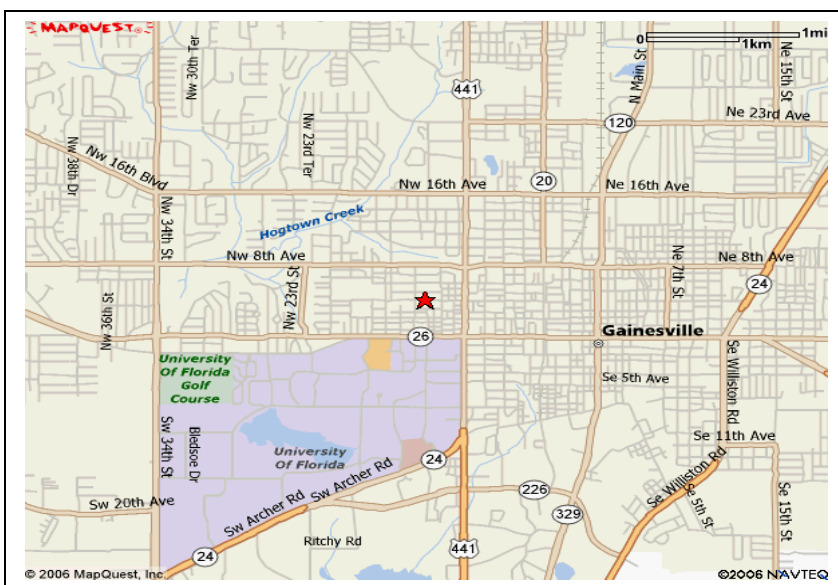 MAPQUEST
0
1mi
1km
Nw 30th Ter
441
N Main St
Ne 15th St
Nw 23rd Ter
120
Ne 23rd Ave
Nw 38th Dr
Nw 16th Blvd
Nw 16th Ave
20
Ne 16th Ave
Nw 34th St
Hogtown Creek
Nw 8th Ave
Ne 8th Ave
Nw 23rd St
Ne 7th St
24
Nw 36th St
26
Gainesville
University
Of Florida
Golf
Course
Se 5th Ave
Se Williston Rd
Sw 34th St
Bledsoe Dr
University
Of Florida
Se 11th Ave
24
Sw Archer Rd
Sw Archer Rd
Se Williston Rd
Sw 20th Ave
226
Se 5th St
Se 15th St
329
Ritchy Rd
441
24
© 2006 MapQuest, Inc.
©2006 NAVTEQ